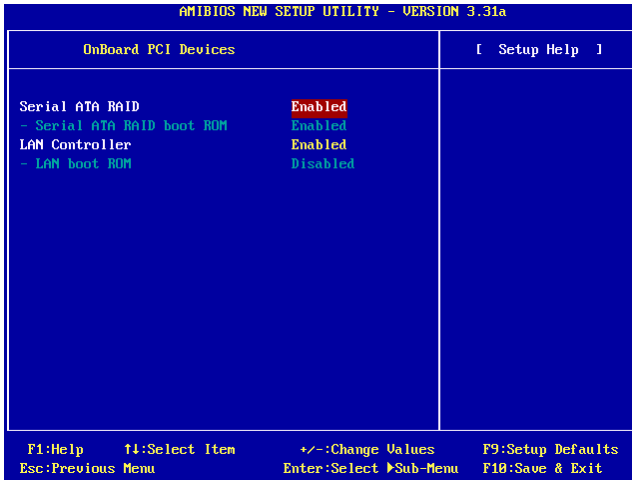 AMIBIOS NEW SETUP UTILITY - VERSION 3.31a
OnBoard PCI Devices
[ Setup Help ]
Serial ATA RAID Enabled
- Serial ATA RAID boot ROM Enabled
LAN Controller Enabled
- LAN boot ROM Disabled
F1:Help ↑↓:Select Item +/-:Change Values F9:Setup Defaults
Esc:Previous Menu Enter:Select ▶Sub-Menu F10:Save & Exit